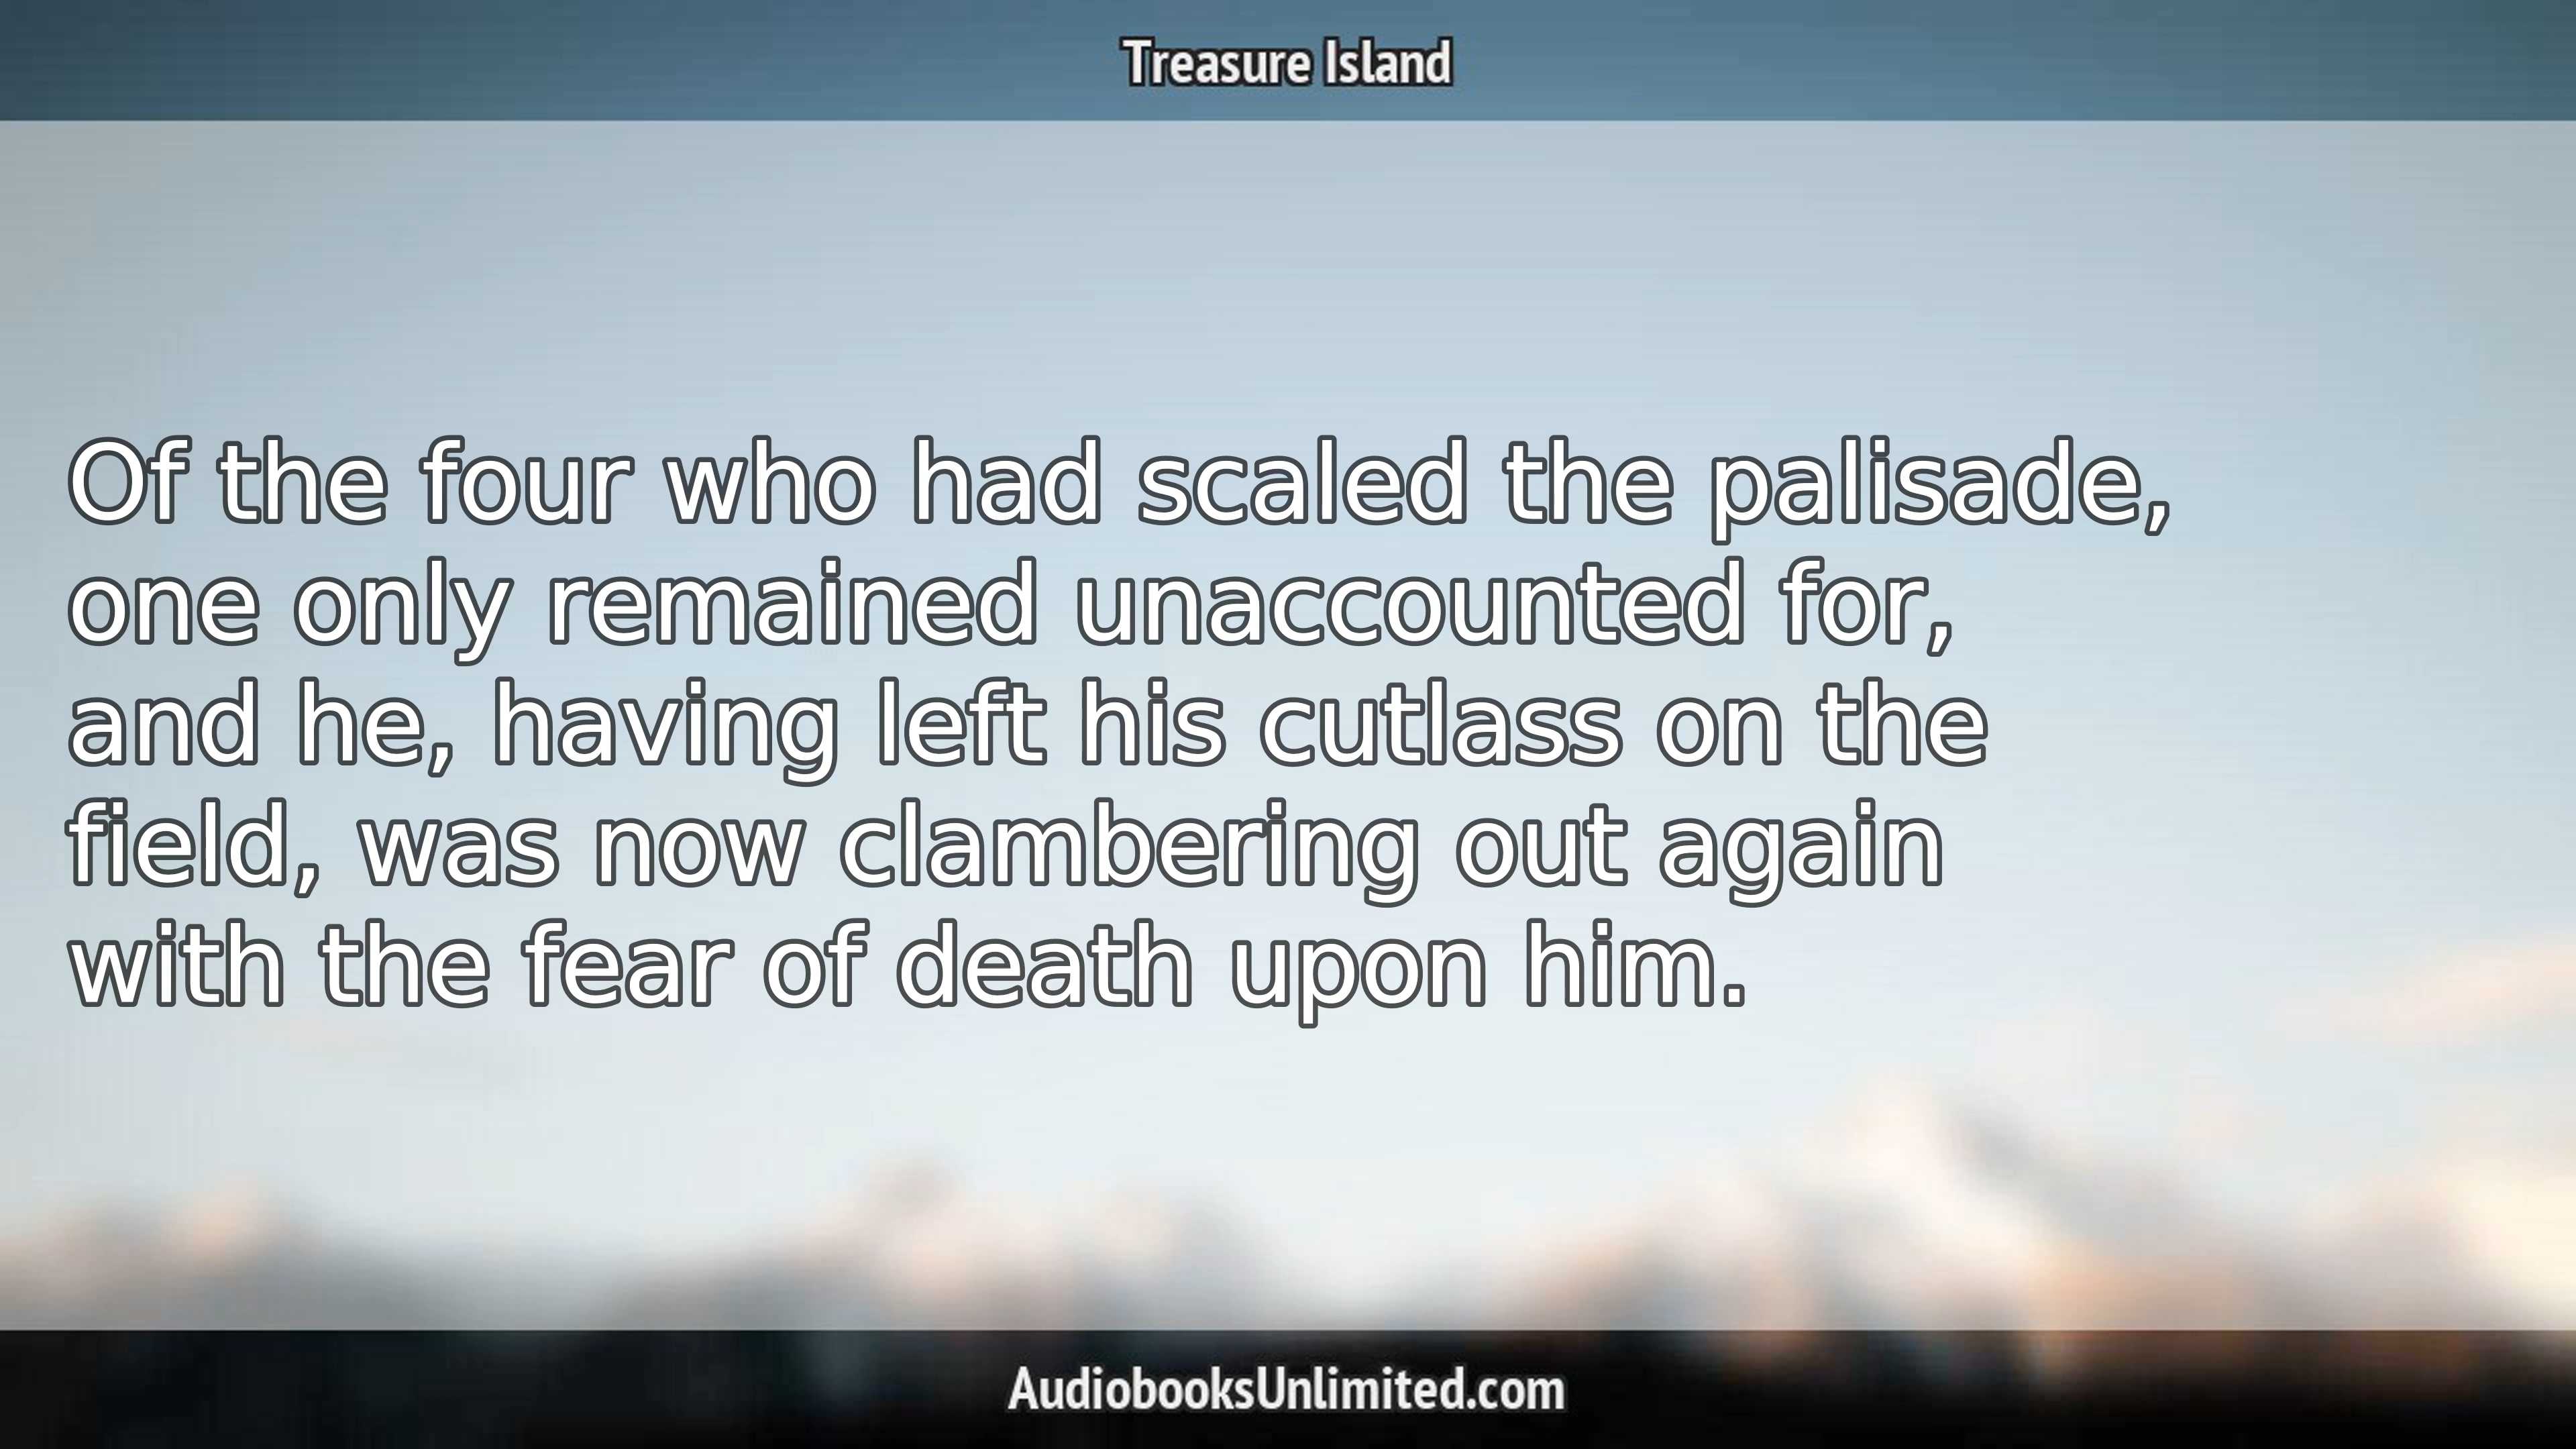 Treasure Island
Of the four who had scaled the palisade,
one only remained unaccounted for,
and he, having left his cutlass on the
field, was now clambering out again
with the fear of death upon him.
AudiobooksUnlimited.com